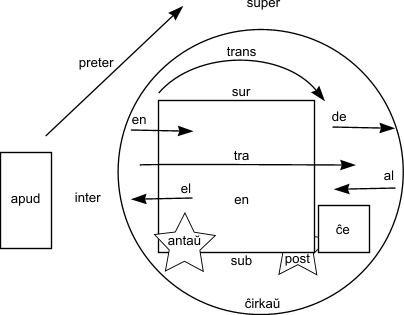 super
preter
trans
sur
en
de
tra
al
apud
inter
el
en
antaŭ
ĉe
sub
post
ĉirkaŭ